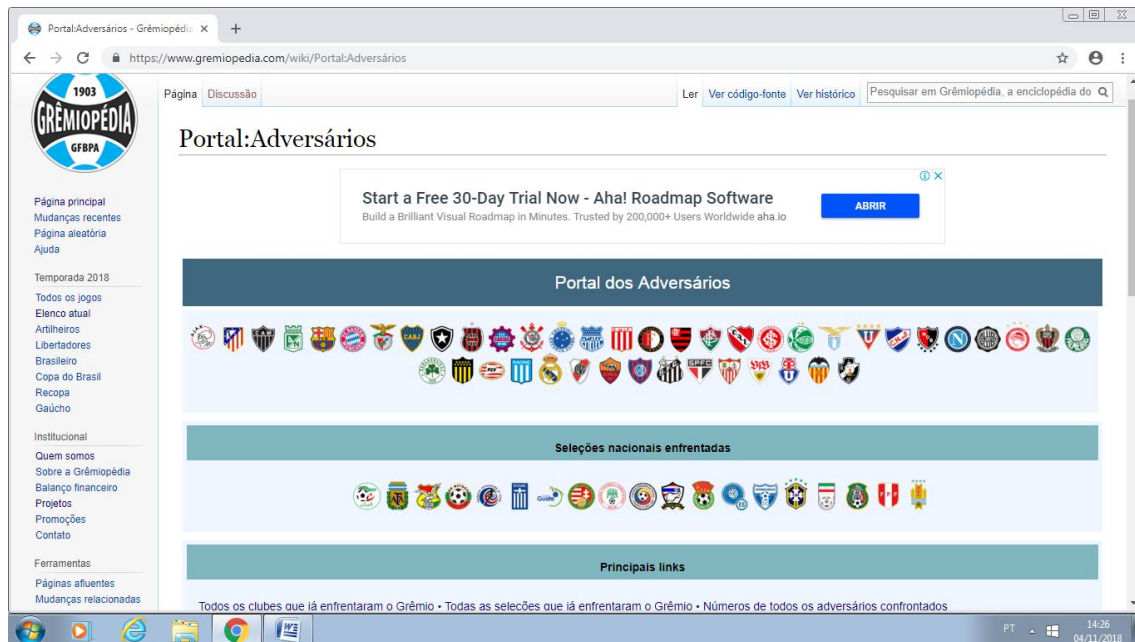 Portal:Adversários - Grêmiopédia
https://www.gremiopedia.com/wiki/Portal:Adversários
1903
GRÊMIOPÉDIA
GFBPA
Página Discussão
Ler Ver código-fonte Ver histórico Pesquisar em Grêmiopédia, a enciclopédia do
Portal:Adversários
Start a Free 30-Day Trial Now - Aha! Roadmap Software
Build a Brilliant Visual Roadmap in Minutes. Trusted by 200,000+ Users Worldwide aha.io
ABRIR
Página principal
Mudanças recentes
Página aleatória
Ajuda
Temporada 2018
Todos os jogos
Elenco atual
Artilheiros
Libertadores
Brasileiro
Copa do Brasil
Recopa
Gaúcho
Institucional
Quem somos
Sobre a Grêmiopédia
Balanço financeiro
Projetos
Promoções
Contato
Ferramentas
Páginas afluentes
Mudanças relacionadas
Portal dos Adversários
Seleções nacionais enfrentadas
Principais links
Todos os clubes que já enfrentaram o Grêmio • Todas as seleções que já enfrentaram o Grêmio • Números de todos os adversários confrontados
PT
14:26
04/11/2018